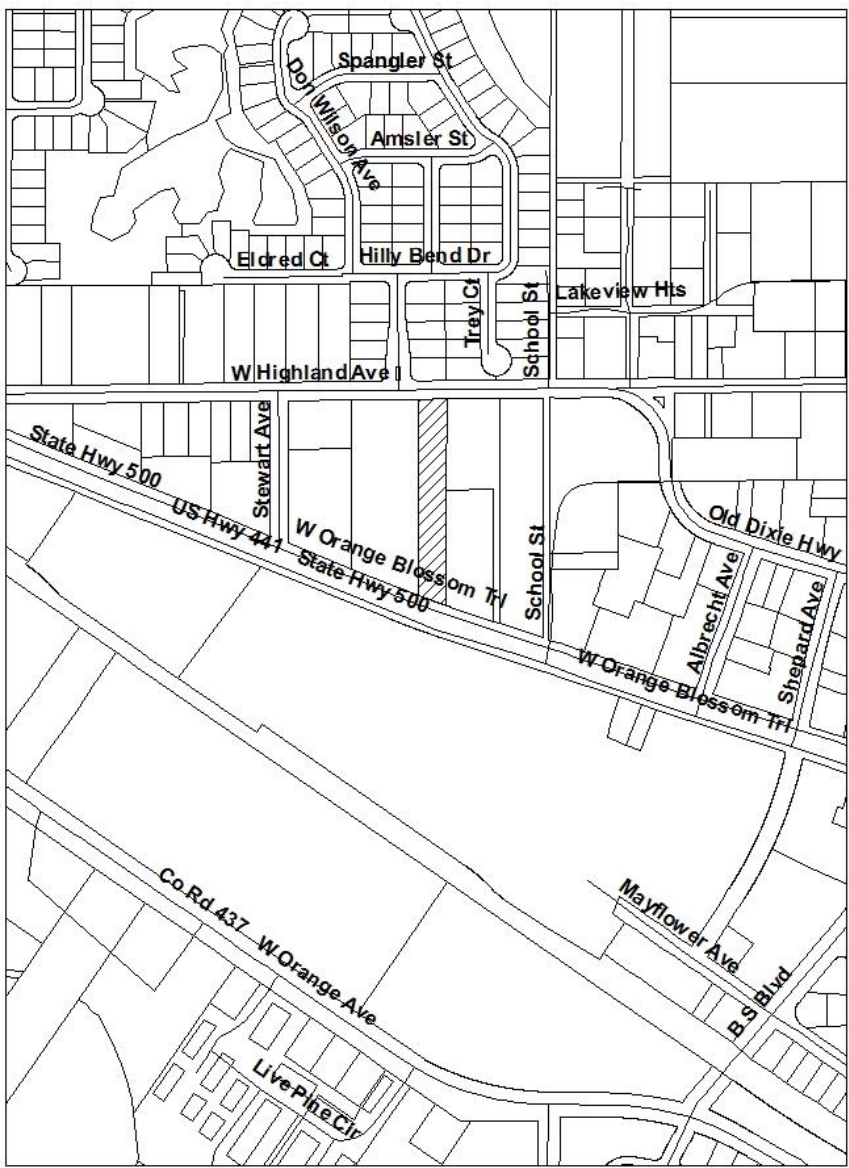 Spangler St
Don Wilson Ave
Amsler St
Eldred Ct
Hilly Bend Dr
Trey Ct
School St
Lakeview Hts
W Highland Ave
State Hwy 500
Stewart Ave
US Hwy 441
W Orange Blossom Trl
State Hwy 500
School St
Old Dixie Hwy
Albrecht Ave
Shepard Ave
W Orange Blossom Trl
Co Rd 437
W Orange Ave
Mayflower Ave
B S Blvd
Live Pine Cir